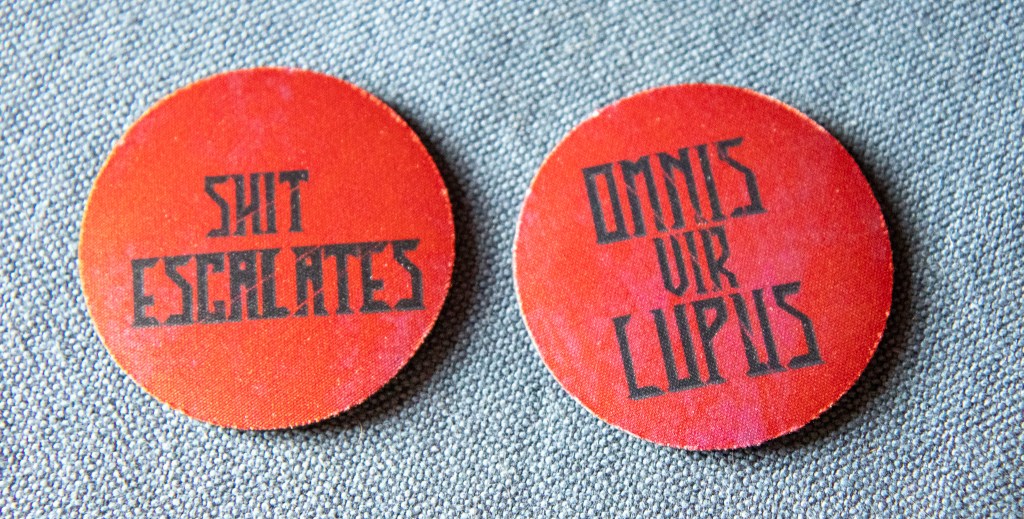 SHIT
ESCALATES
OMNIS
VIR
LUPUS